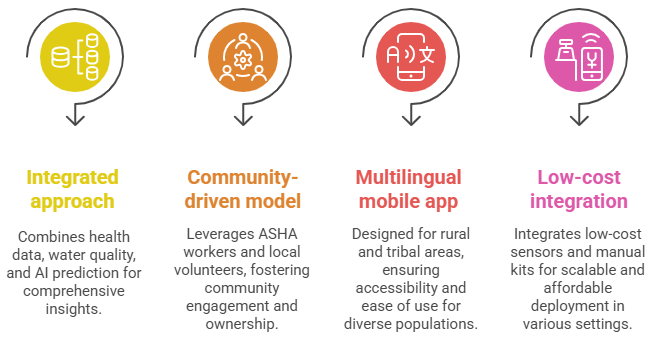 Integrated
approach
Combines health
data, water quality,
and AI prediction for
comprehensive
insights.
Community-
driven model
Leverages ASHA
workers and local
volunteers, fostering
community
engagement and
ownership.
A 文
Multilingual
mobile app
Designed for rural
and tribal areas,
ensuring
accessibility and
ease of use for
diverse populations.
¥
Low-cost
integration
Integrates low-cost
sensors and manual
kits for scalable and
affordable
deployment in
various settings.